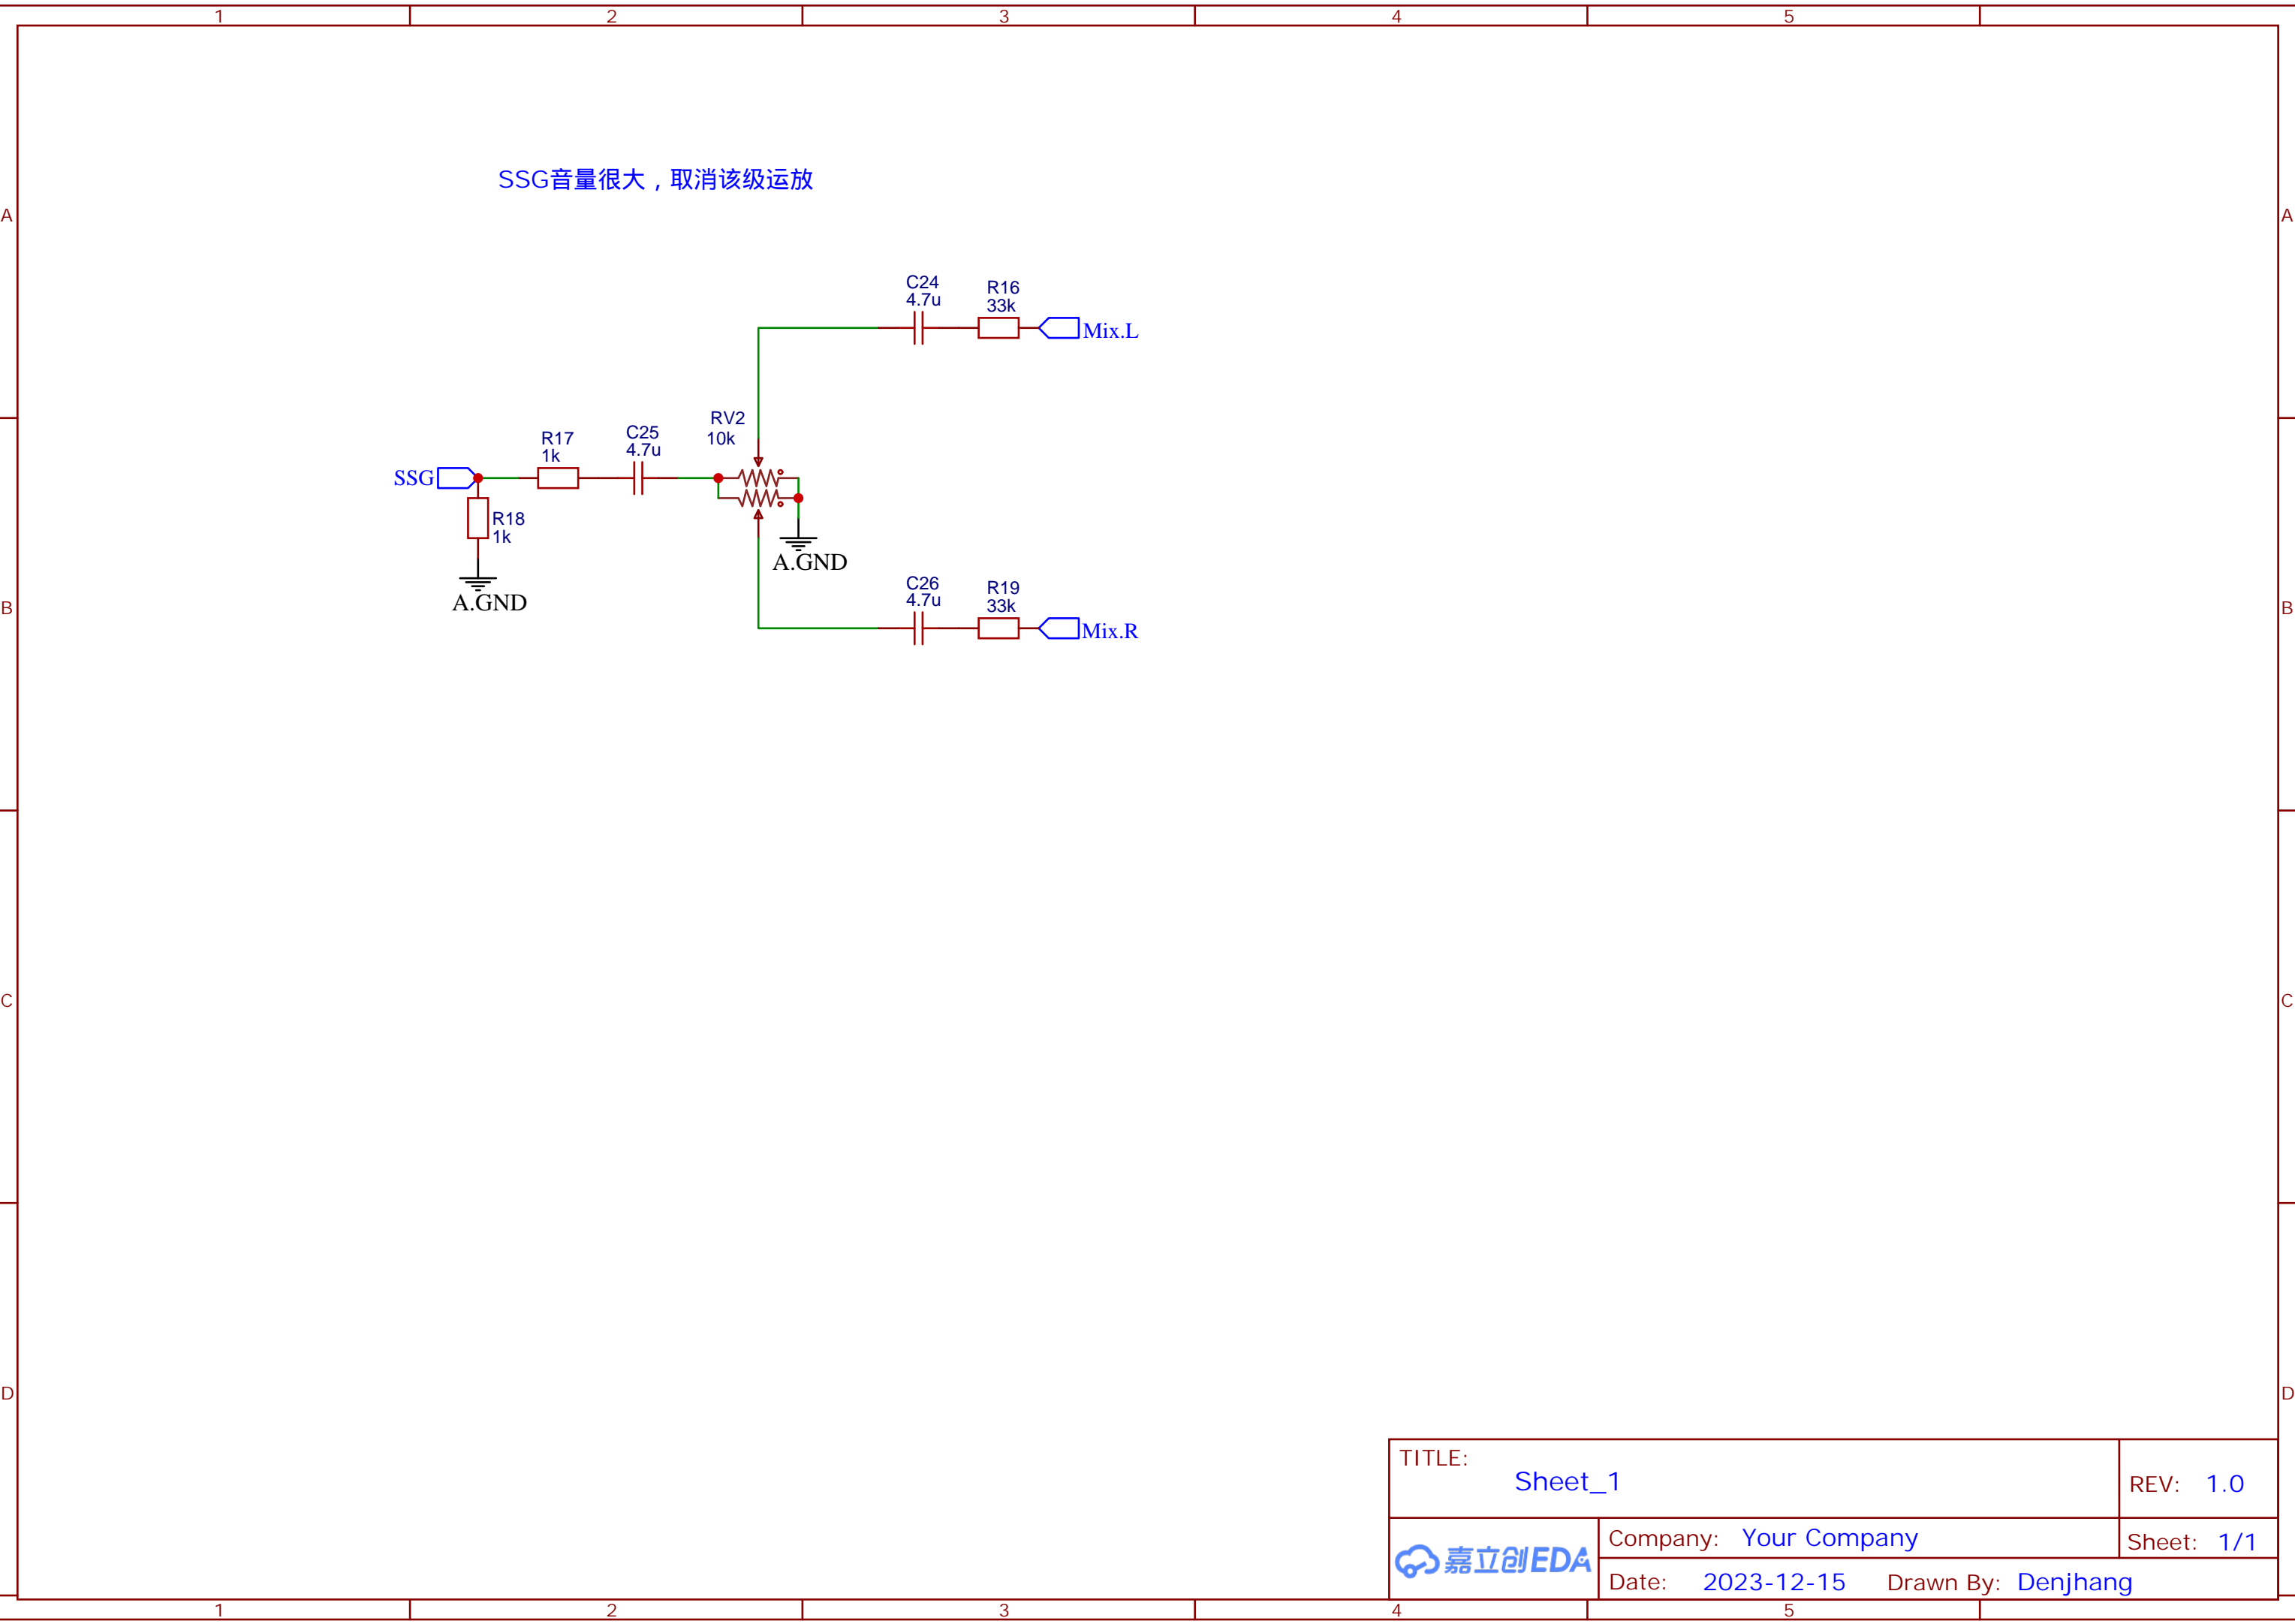 1 2 3 4 5
A A
SSG音量很大，取消该级运放
C24
4.7u
R16
33k
Mix.L
RV2
10k
R17
1k
C25
4.7u
SSG
R18
1k
A.GND
A.GND
C26
4.7u
R19
33k
Mix.R
B B
C C
D D
TITLE:
Sheet_1
REV: 1.0
嘉立创EDA
Company: Your Company
Sheet: 1/1
Date: 2023-12-15 Drawn By: Denjhang
1 2 3 4 5